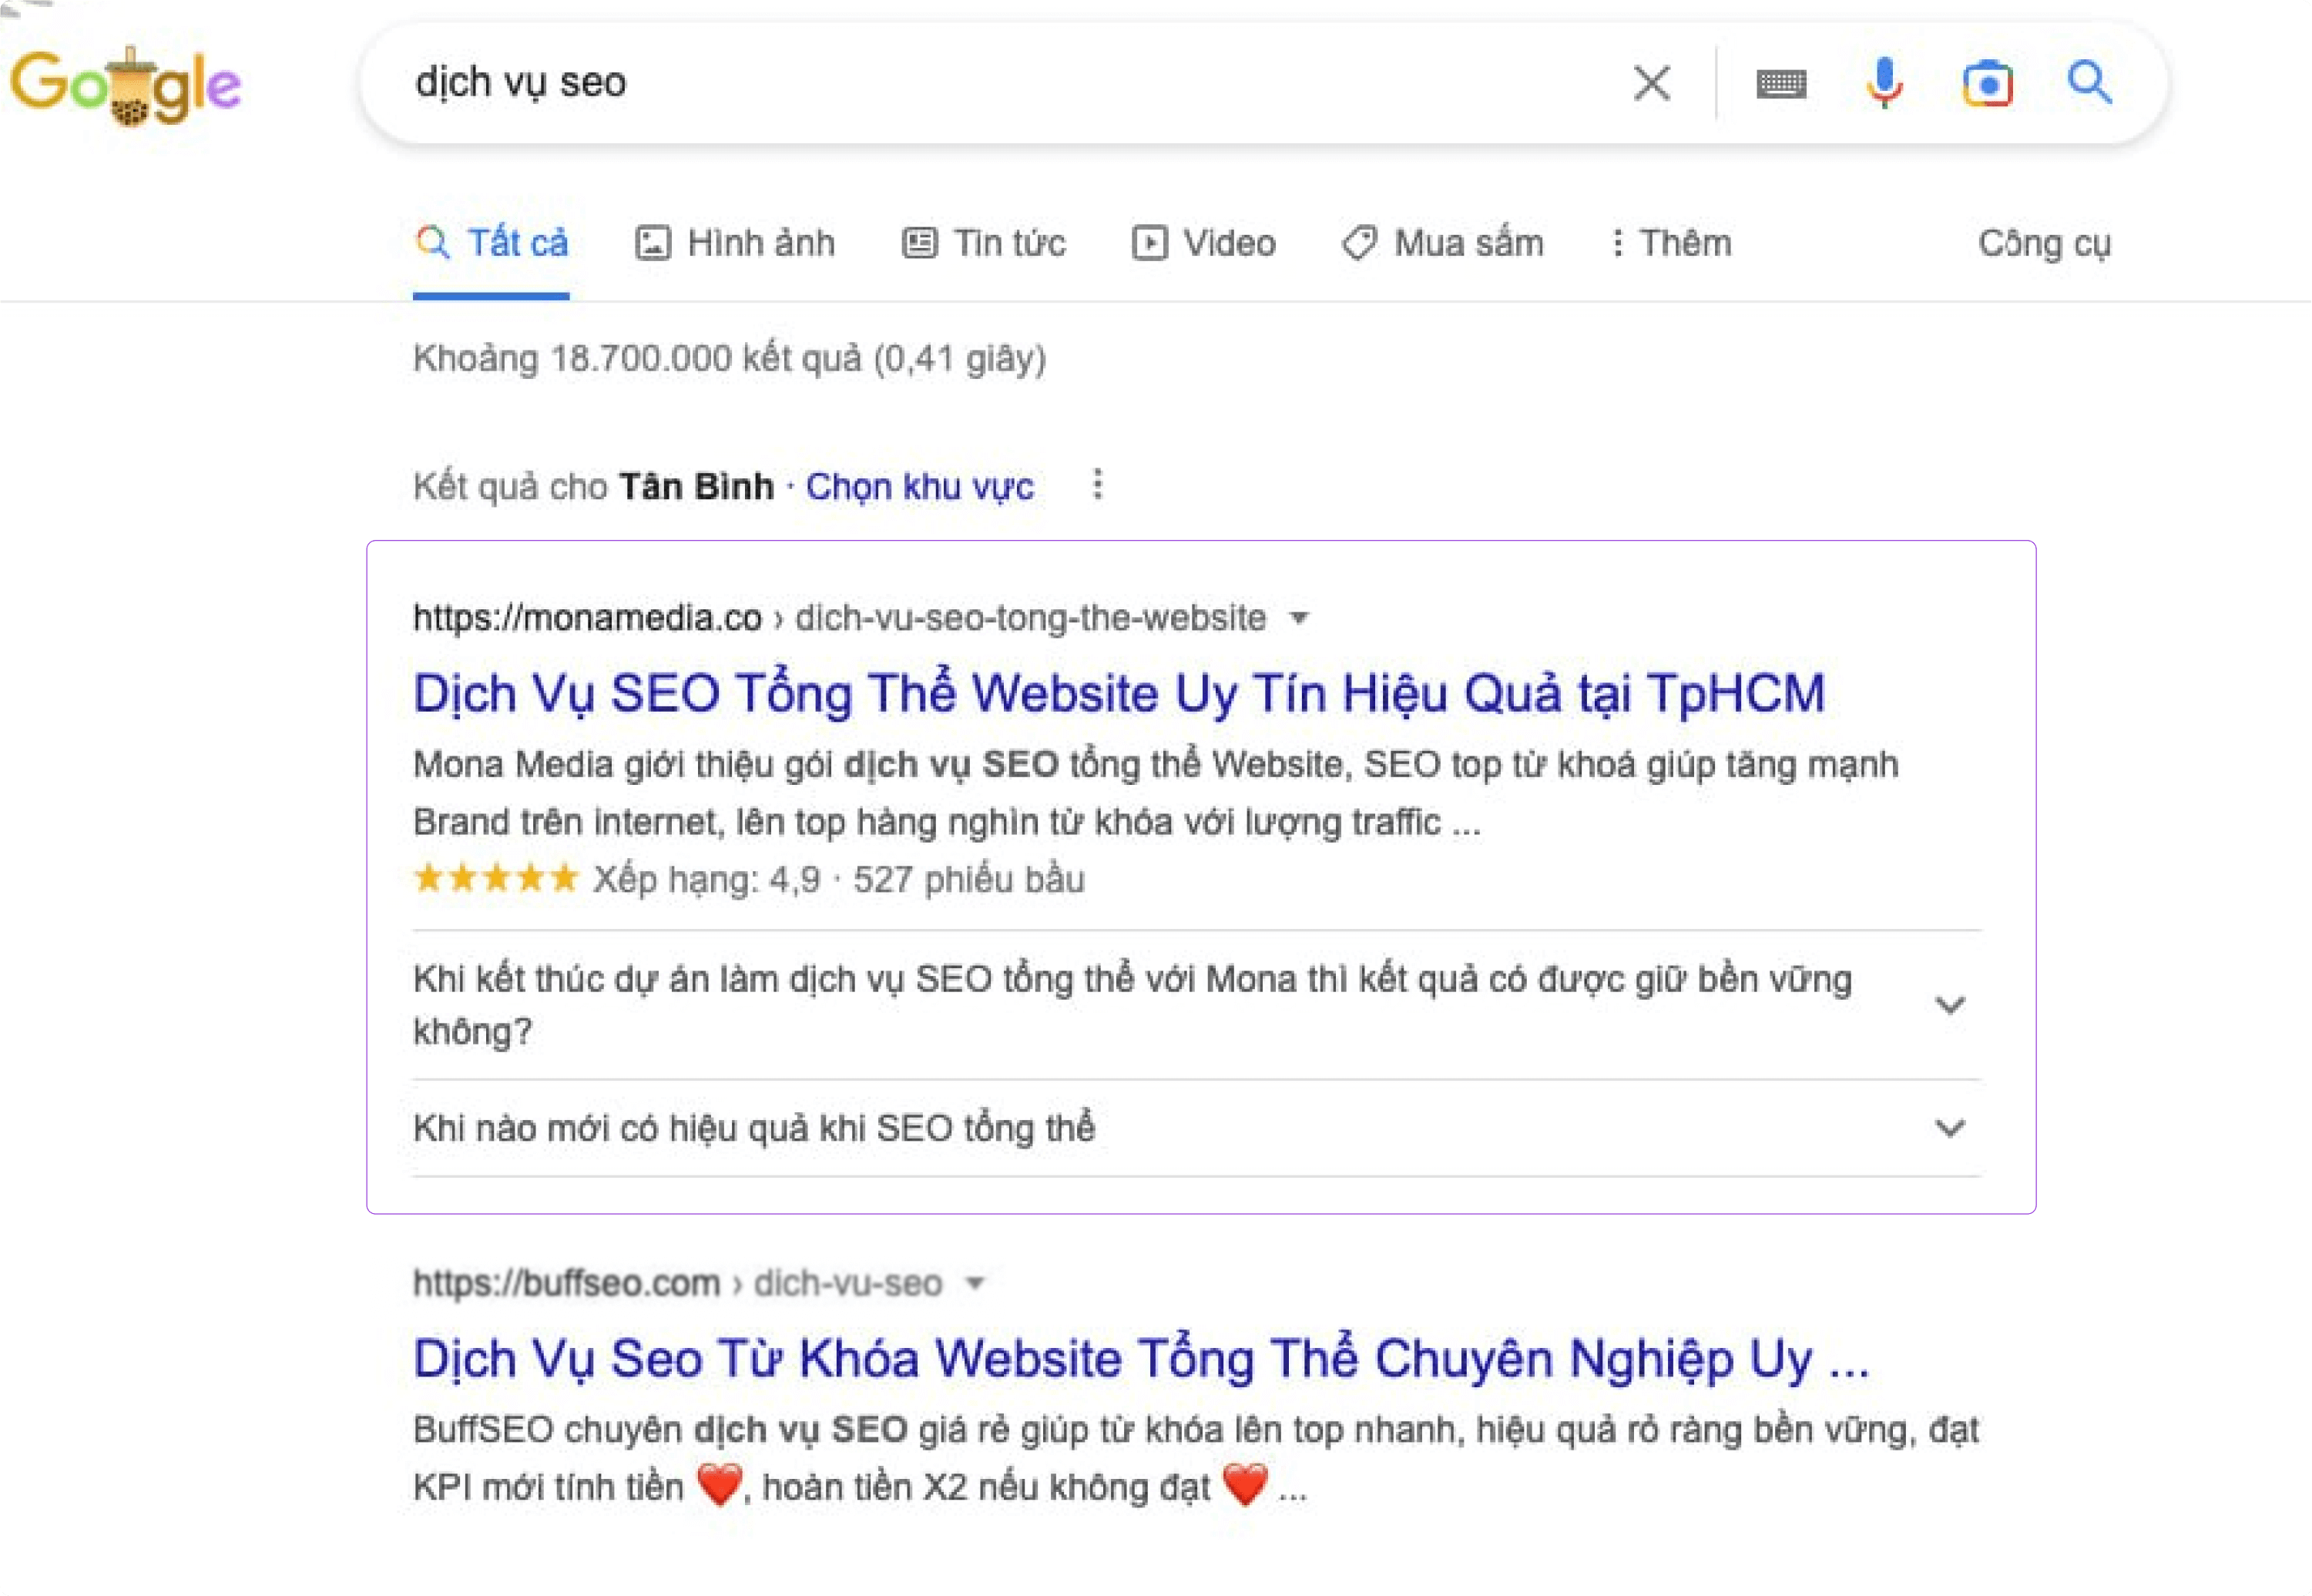 Google
dịch vụ seo
Tất cả Hình ảnh Tin tức Video Mua sắm Thêm Công cụ
Khoảng 18.700.000 kết quả (0,41 giây)
Kết quả cho Tân Bình · Chọn khu vực
https://monamedia.co › dich-vu-seo-tong-the-website
Dịch Vụ SEO Tổng Thể Website Uy Tín Hiệu Quả tại TpHCM
Mona Media giới thiệu gói dịch vụ SEO tổng thể Website, SEO top từ khoá giúp tăng mạnh
Brand trên internet, lên top hàng nghìn từ khóa với lượng traffic ...
Xếp hạng: 4,9 · 527 phiếu bầu
Khi kết thúc dự án làm dịch vụ SEO tổng thể với Mona thì kết quả có được giữ bền vững
không?
Khi nào mới có hiệu quả khi SEO tổng thể
https://buffseo.com › dich-vu-seo
Dịch Vụ Seo Từ Khóa Website Tổng Thể Chuyên Nghiệp Uy ...
BuffSEO chuyên dịch vụ SEO giá rẻ giúp từ khóa lên top nhanh, hiệu quả rỏ ràng bền vững, đạt
KPI mới tính tiền ❤️, hoàn tiền X2 nếu không đạt ❤️ ...